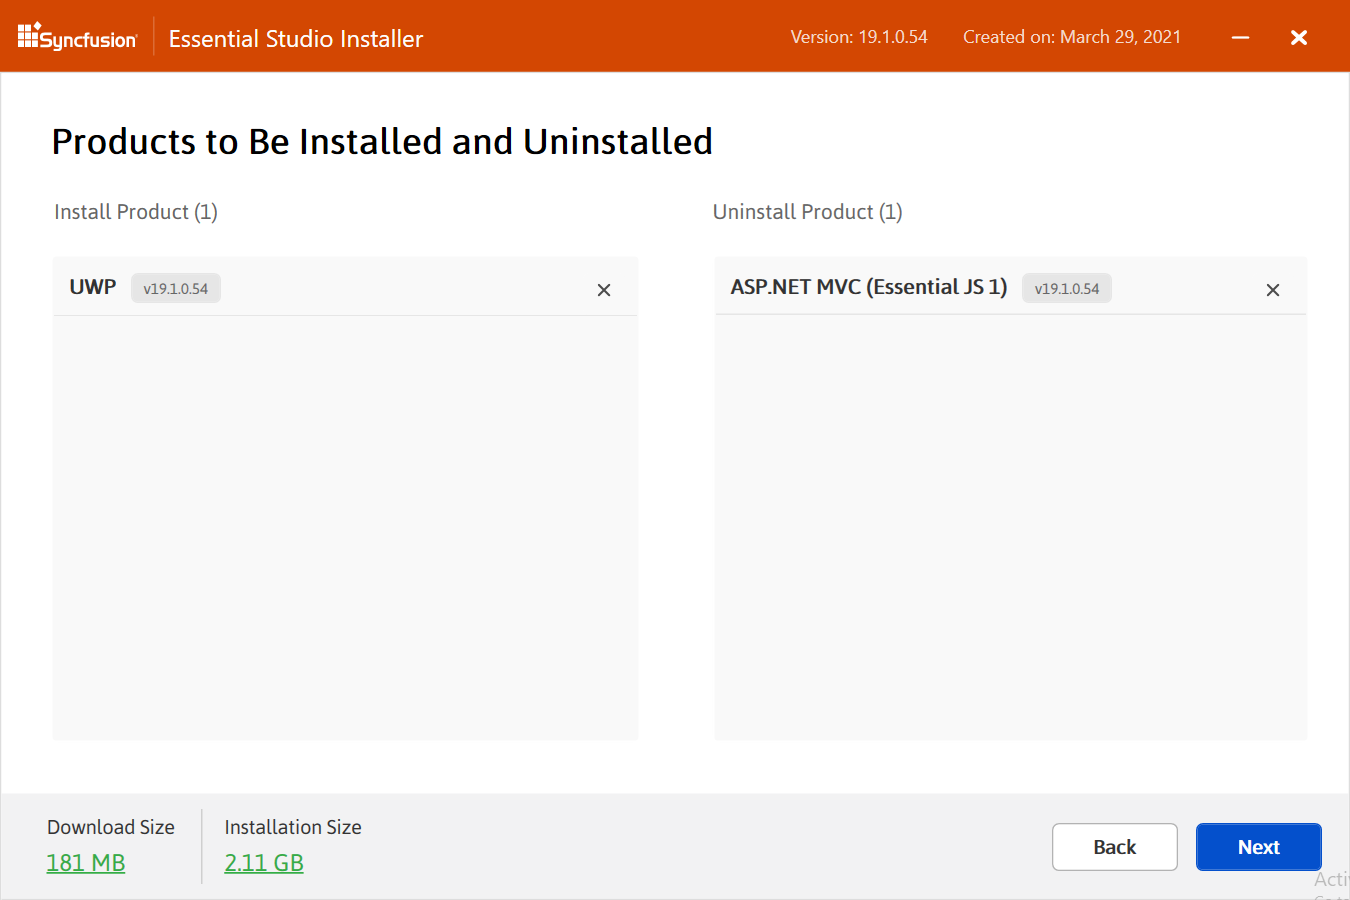 Syncfusion
Essential Studio Installer
Version: 19.1.0.54
Created on: March 29, 2021
Products to Be Installed and Uninstalled
Install Product (1)
Uninstall Product (1)
UWP
v19.1.0.54
ASP.NET MVC (Essential JS 1)
v19.1.0.54
Download Size
181 MB
Installation Size
2.11 GB
Back
Next